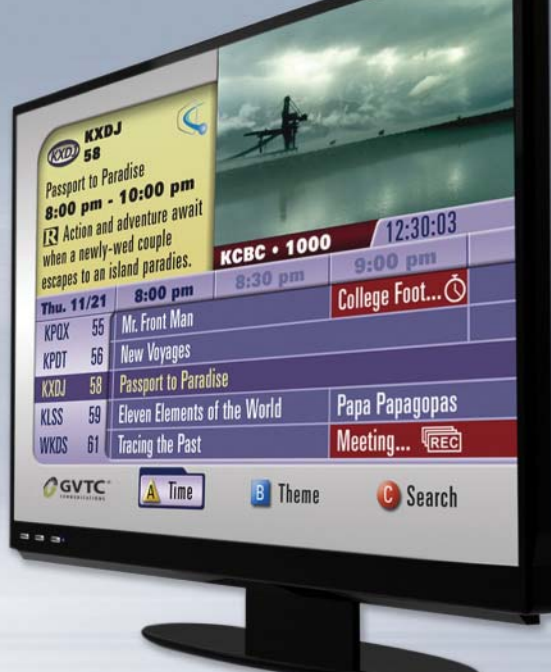 KXDJ
KXDJ 58
Passport to Paradise
8:00 pm - 10:00 pm
R Action and adventure await
when a newly-wed couple
escapes to an island paradies.
KCBC • 1000
12:30:03
Thu. 11/21 8:00 pm 8:30 pm 9:00 pm
KPQX 55 Mr. Front Man College Foot...
KPDT 56 New Voyages
KXDJ 58 Passport to Paradise
KLSS 59 Eleven Elements of the World Papa Papagopas
WKDS 61 Tracing the Past Meeting... REC
GVTC
COMMUNICATIONS
A Time B Theme C Search